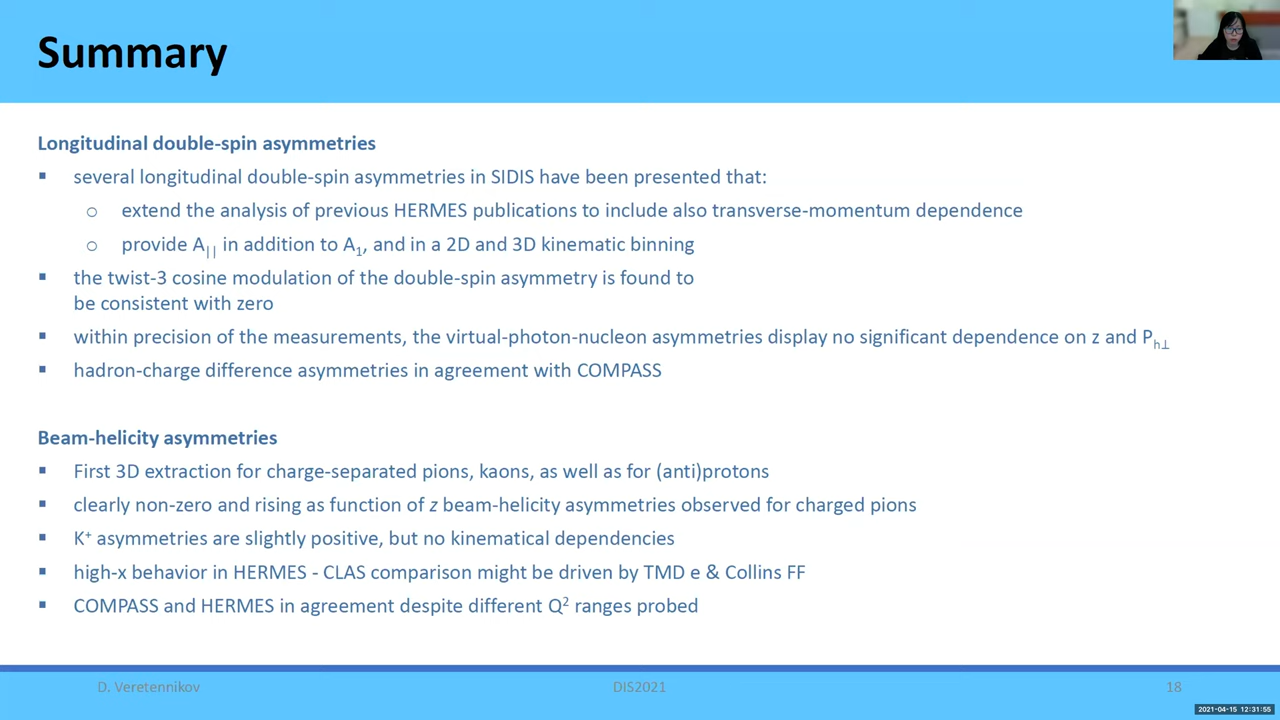 Summary
Longitudinal double-spin asymmetries
▪ several longitudinal double-spin asymmetries in SIDIS have been presented that:
o extend the analysis of previous HERMES publications to include also transverse-momentum dependence
o provide A|| in addition to A1, and in a 2D and 3D kinematic binning
▪ the twist-3 cosine modulation of the double-spin asymmetry is found to
be consistent with zero
▪ within precision of the measurements, the virtual-photon-nucleon asymmetries display no significant dependence on z and Ph⊥
▪ hadron-charge difference asymmetries in agreement with COMPASS
Beam-helicity asymmetries
▪ First 3D extraction for charge-separated pions, kaons, as well as for (anti)protons
▪ clearly non-zero and rising as function of z beam-helicity asymmetries observed for charged pions
▪ K⁺ asymmetries are slightly positive, but no kinematical dependencies
▪ high-x behavior in HERMES - CLAS comparison might be driven by TMD e & Collins FF
▪ COMPASS and HERMES in agreement despite different Q² ranges probed
D. Veretennikov DIS2021 18
2021-04-15 12:31:55